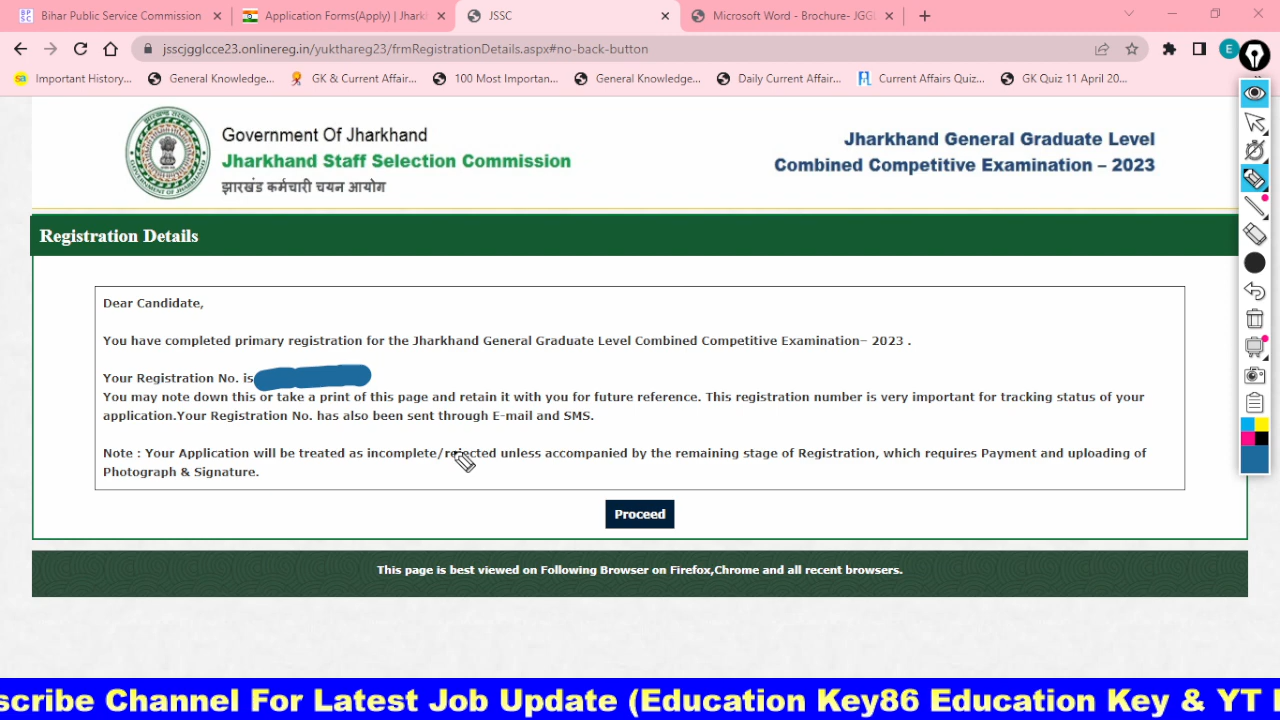 Bihar Public Service Commission
Application Forms(Apply) | Jharkh
JSSC
Microsoft Word - Brochure- JGGL
jsscjgglcce23.onlinereg.in/yukthareg23/frmRegistrationDetails.aspx#no-back-button
E
Important History...
General Knowledge...
GK & Current Affair...
100 Most Importan...
General Knowledge...
Daily Current Affair...
Current Affairs Quiz...
GK Quiz 11 April 20...
Government Of Jharkhand
Jharkhand Staff Selection Commission
झारखंड कर्मचारी चयन आयोग
Jharkhand General Graduate Level
Combined Competitive Examination – 2023
Registration Details
Dear Candidate,
You have completed primary registration for the Jharkhand General Graduate Level Combined Competitive Examination– 2023 .
Your Registration No. is
You may note down this or take a print of this page and retain it with you for future reference. This registration number is very important for tracking status of your
application.Your Registration No. has also been sent through E-mail and SMS.
Note : Your Application will be treated as incomplete/rejected unless accompanied by the remaining stage of Registration, which requires Payment and uploading of
Photograph & Signature.
Proceed
This page is best viewed on Following Browser on Firefox,Chrome and all recent browsers.
scribe Channel For Latest Job Update (Education Key86 Education Key & YT